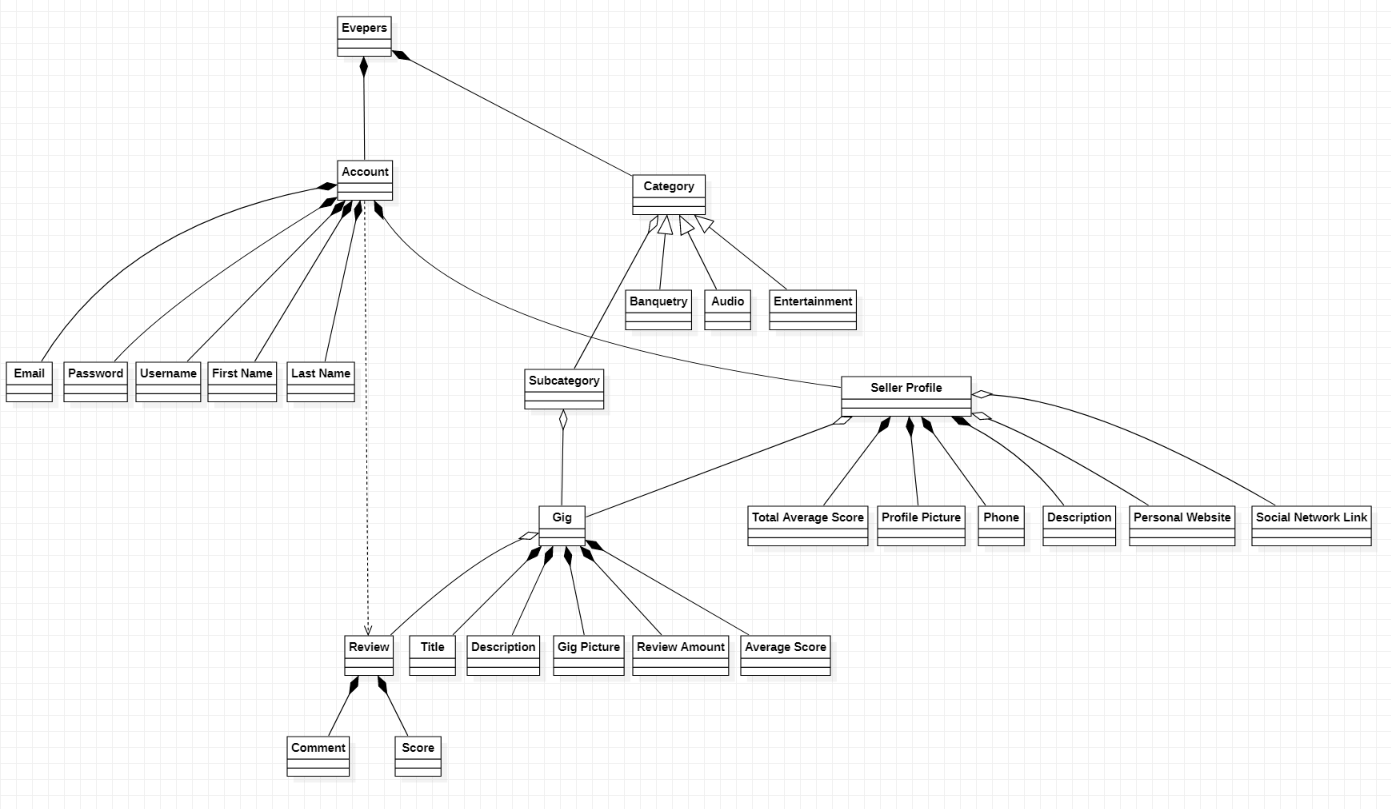 Evepers
Account
Category
Banquetry
Audio
Entertainment
Email
Password
Username
First Name
Last Name
Subcategory
Seller Profile
Gig
Total Average Score
Profile Picture
Phone
Description
Personal Website
Social Network Link
Review
Title
Description
Gig Picture
Review Amount
Average Score
Comment
Score